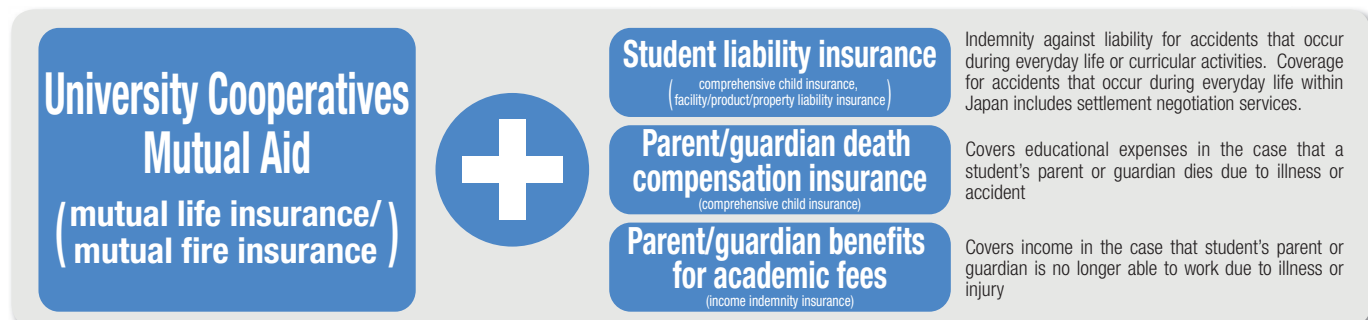 University Cooperatives
Mutual Aid
(mutual life insurance/
mutual fire insurance)
Student liability insurance
(comprehensive child insurance,
facility/product/property liability insurance)
Indemnity against liability for accidents that occur
during everyday life or curricular activities. Coverage
for accidents that occur during everyday life within
Japan includes settlement negotiation services.
Parent/guardian death
compensation insurance
(comprehensive child insurance)
Covers educational expenses in the case that a
student's parent or guardian dies due to illness or
accident
Parent/guardian benefits
for academic fees
(income indemnity insurance)
Covers income in the case that student's parent or
guardian is no longer able to work due to illness or
injury